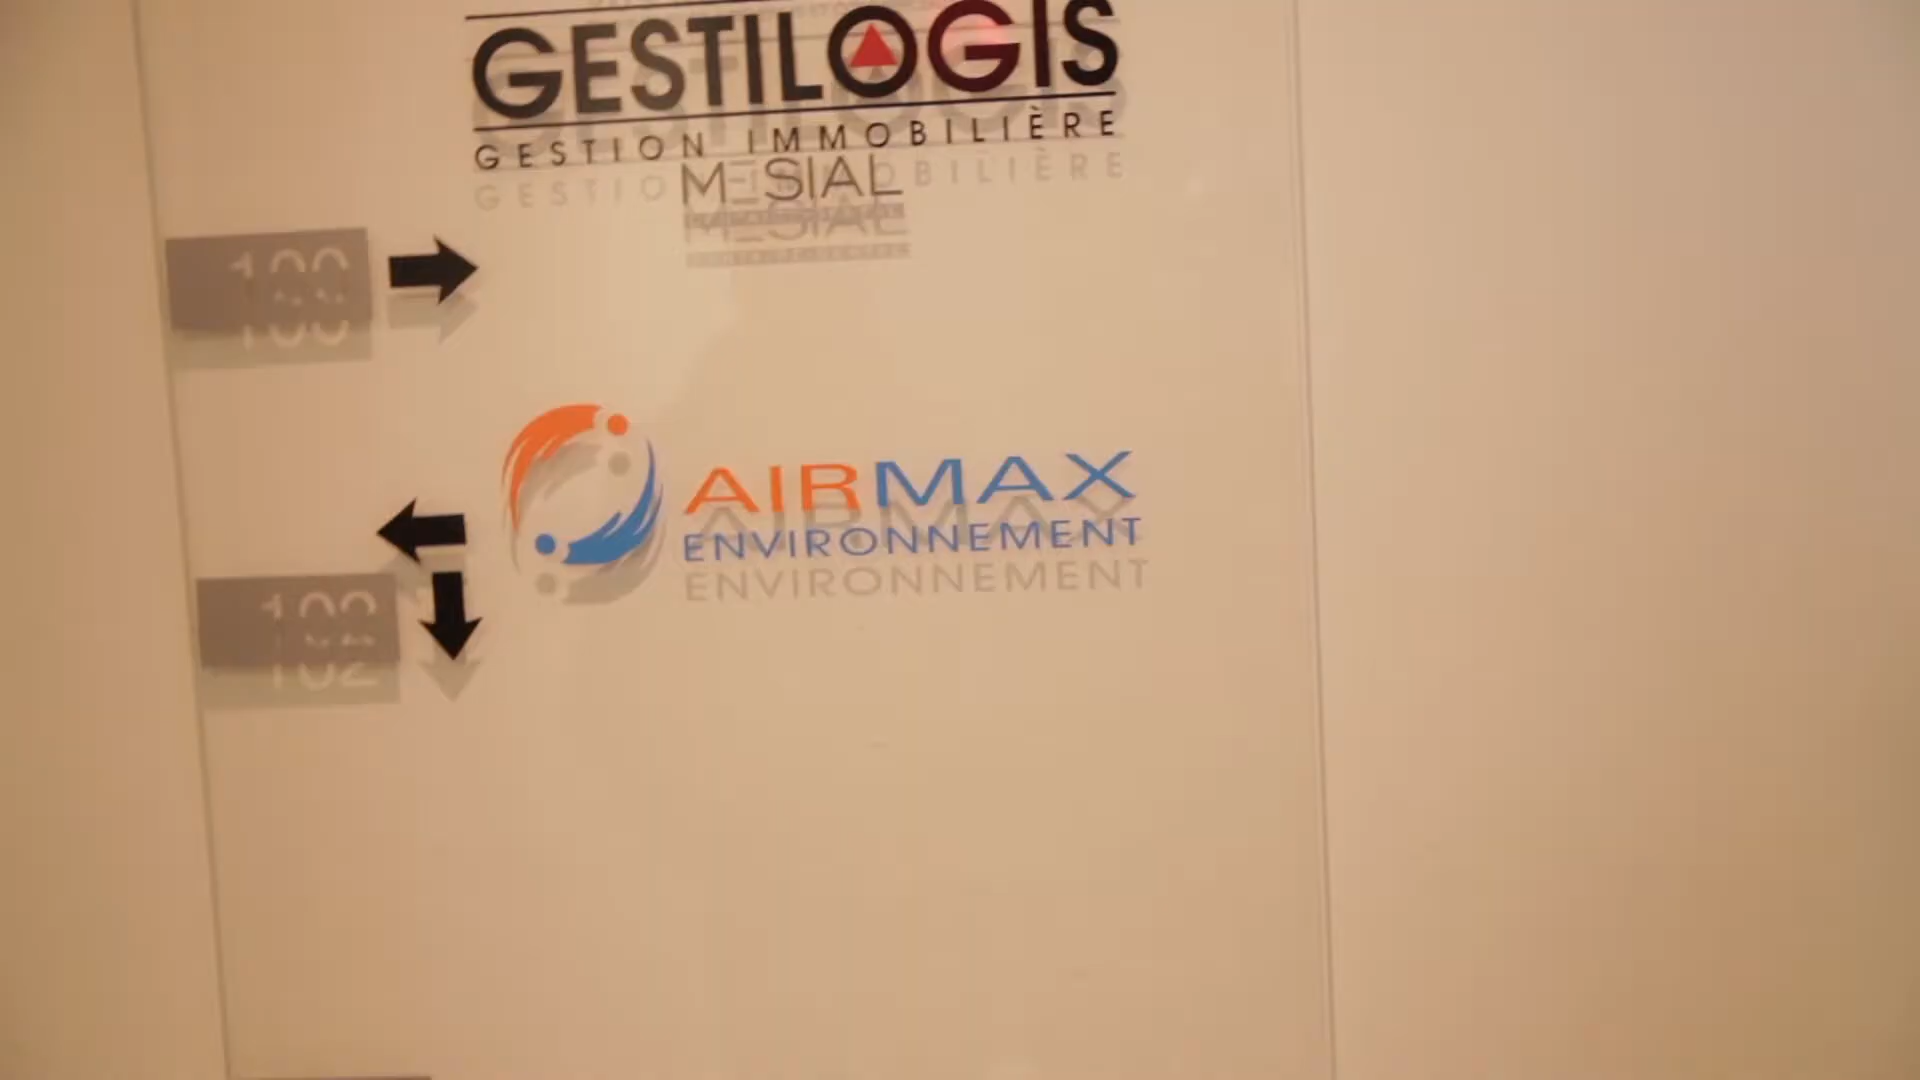 GESTILOGIS
GESTION IMMOBILIÈRE
MESIAL
100
AIRMAX
ENVIRONNEMENT
102